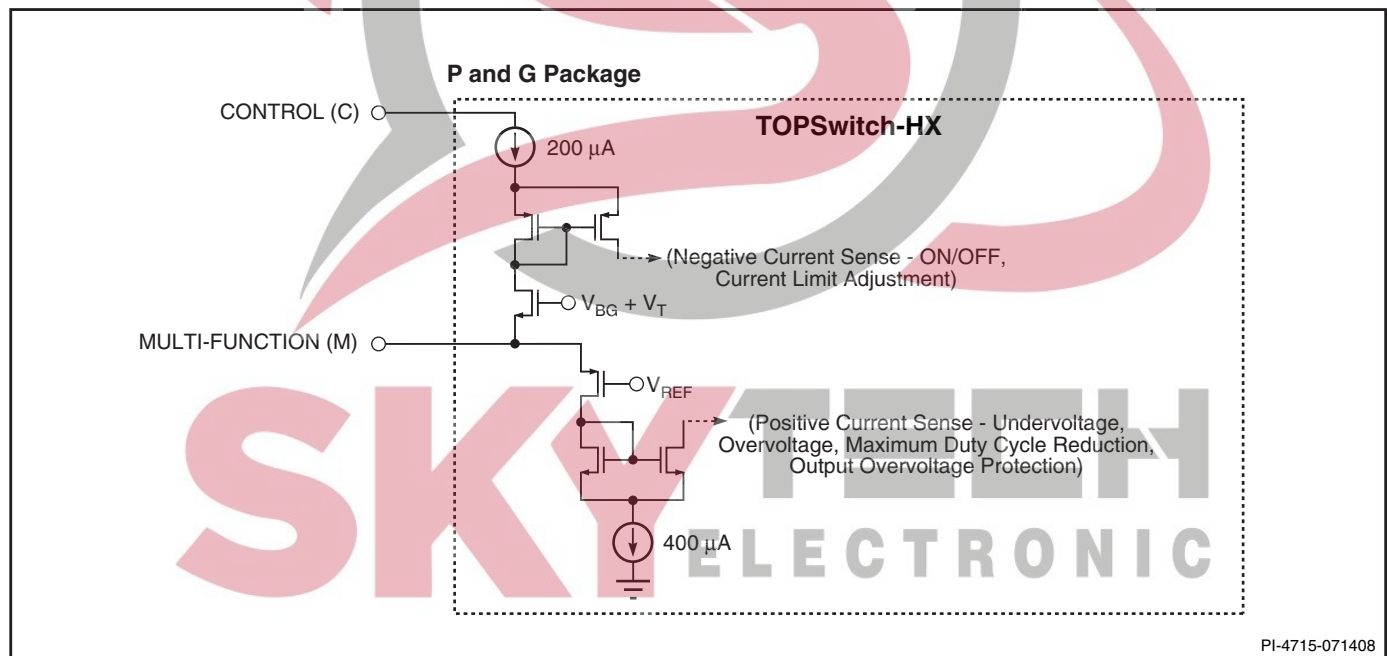 P and G Package
CONTROL (C)
TOPSwitch-HX
200 μA
(Negative Current Sense - ON/OFF,
Current Limit Adjustment)
V_BG + V_T
MULTI-FUNCTION (M)
V_REF
(Positive Current Sense - Undervoltage,
Overvoltage, Maximum Duty Cycle Reduction,
Output Overvoltage Protection)
400 μA
SKYTECH
ELECTRONIC
PI-4715-071408